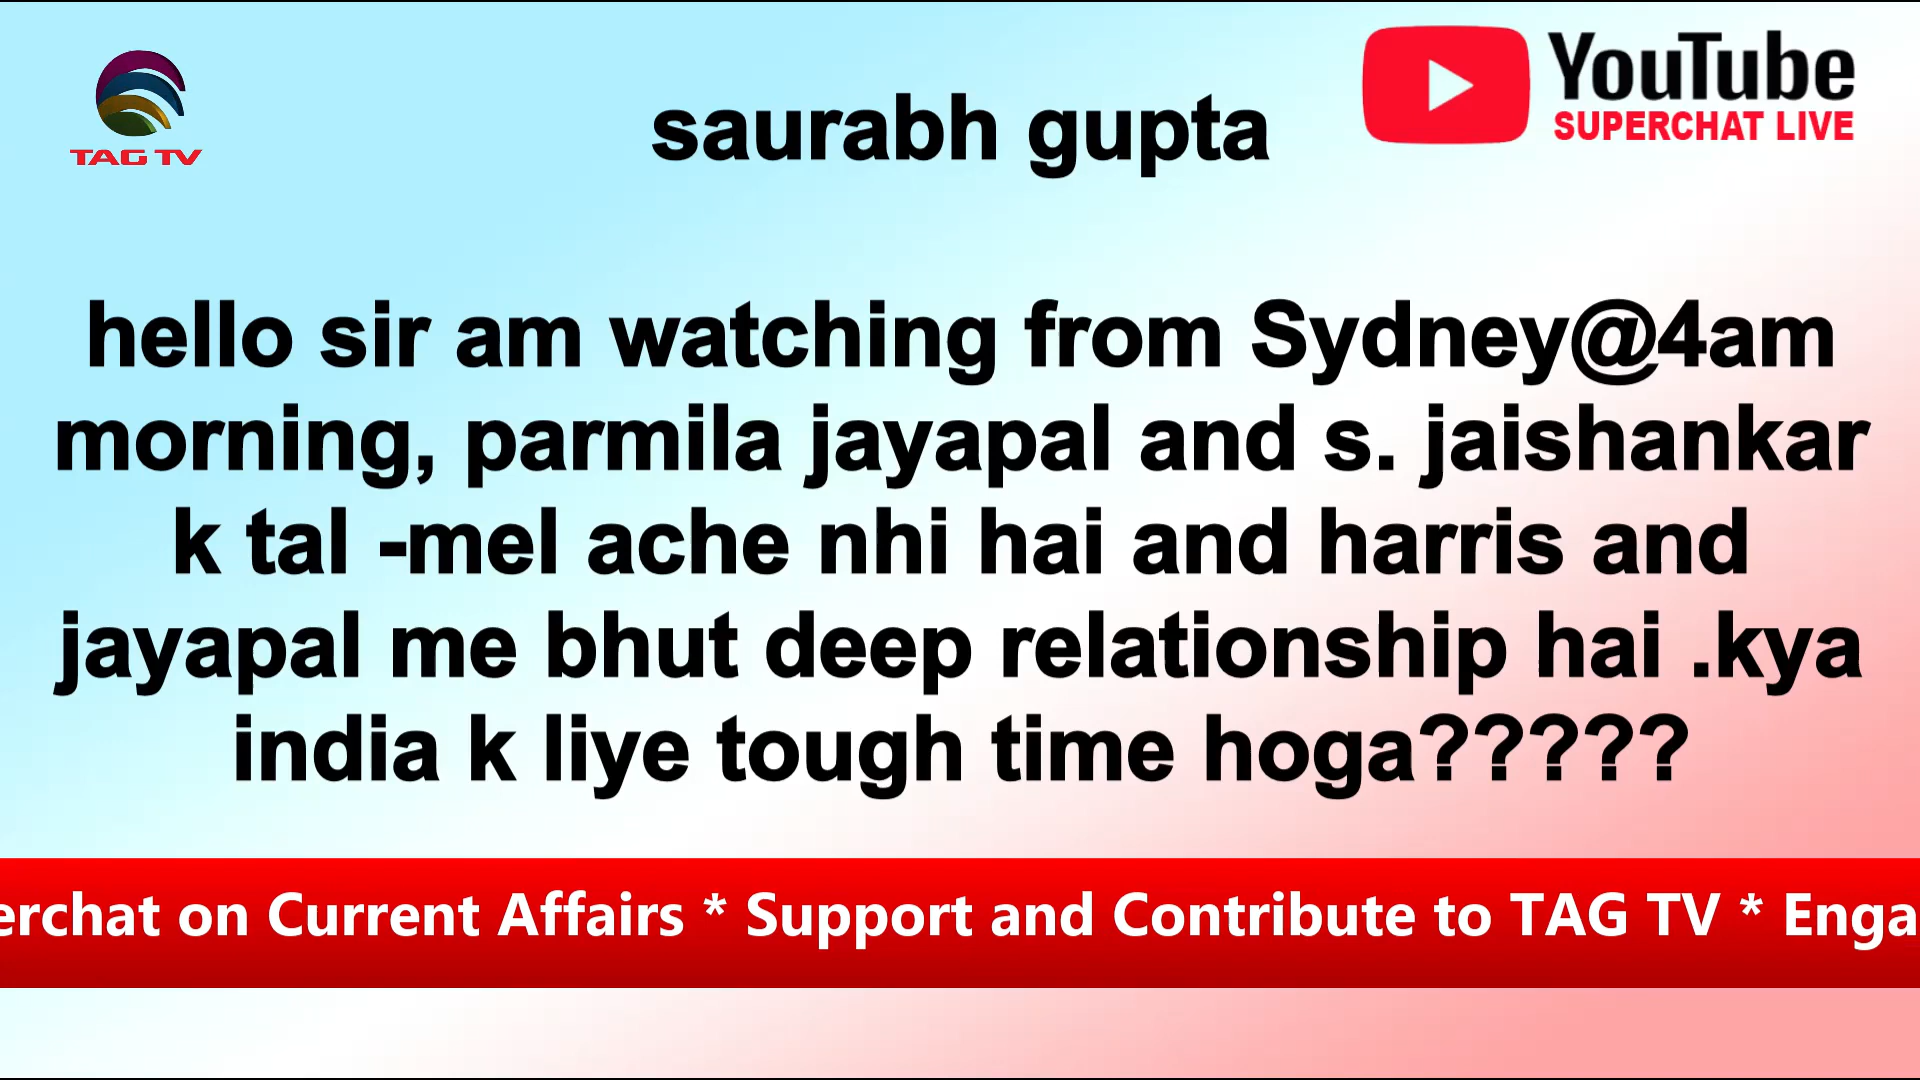 TAG TV
YouTube
SUPERCHAT LIVE
saurabh gupta
hello sir am watching from Sydney@4am
morning, parmila jayapal and s. jaishankar
k tal -mel ache nhi hai and harris and
jayapal me bhut deep relationship hai .kya
india k liye tough time hoga?????
erchat on Current Affairs * Support and Contribute to TAG TV * Enga